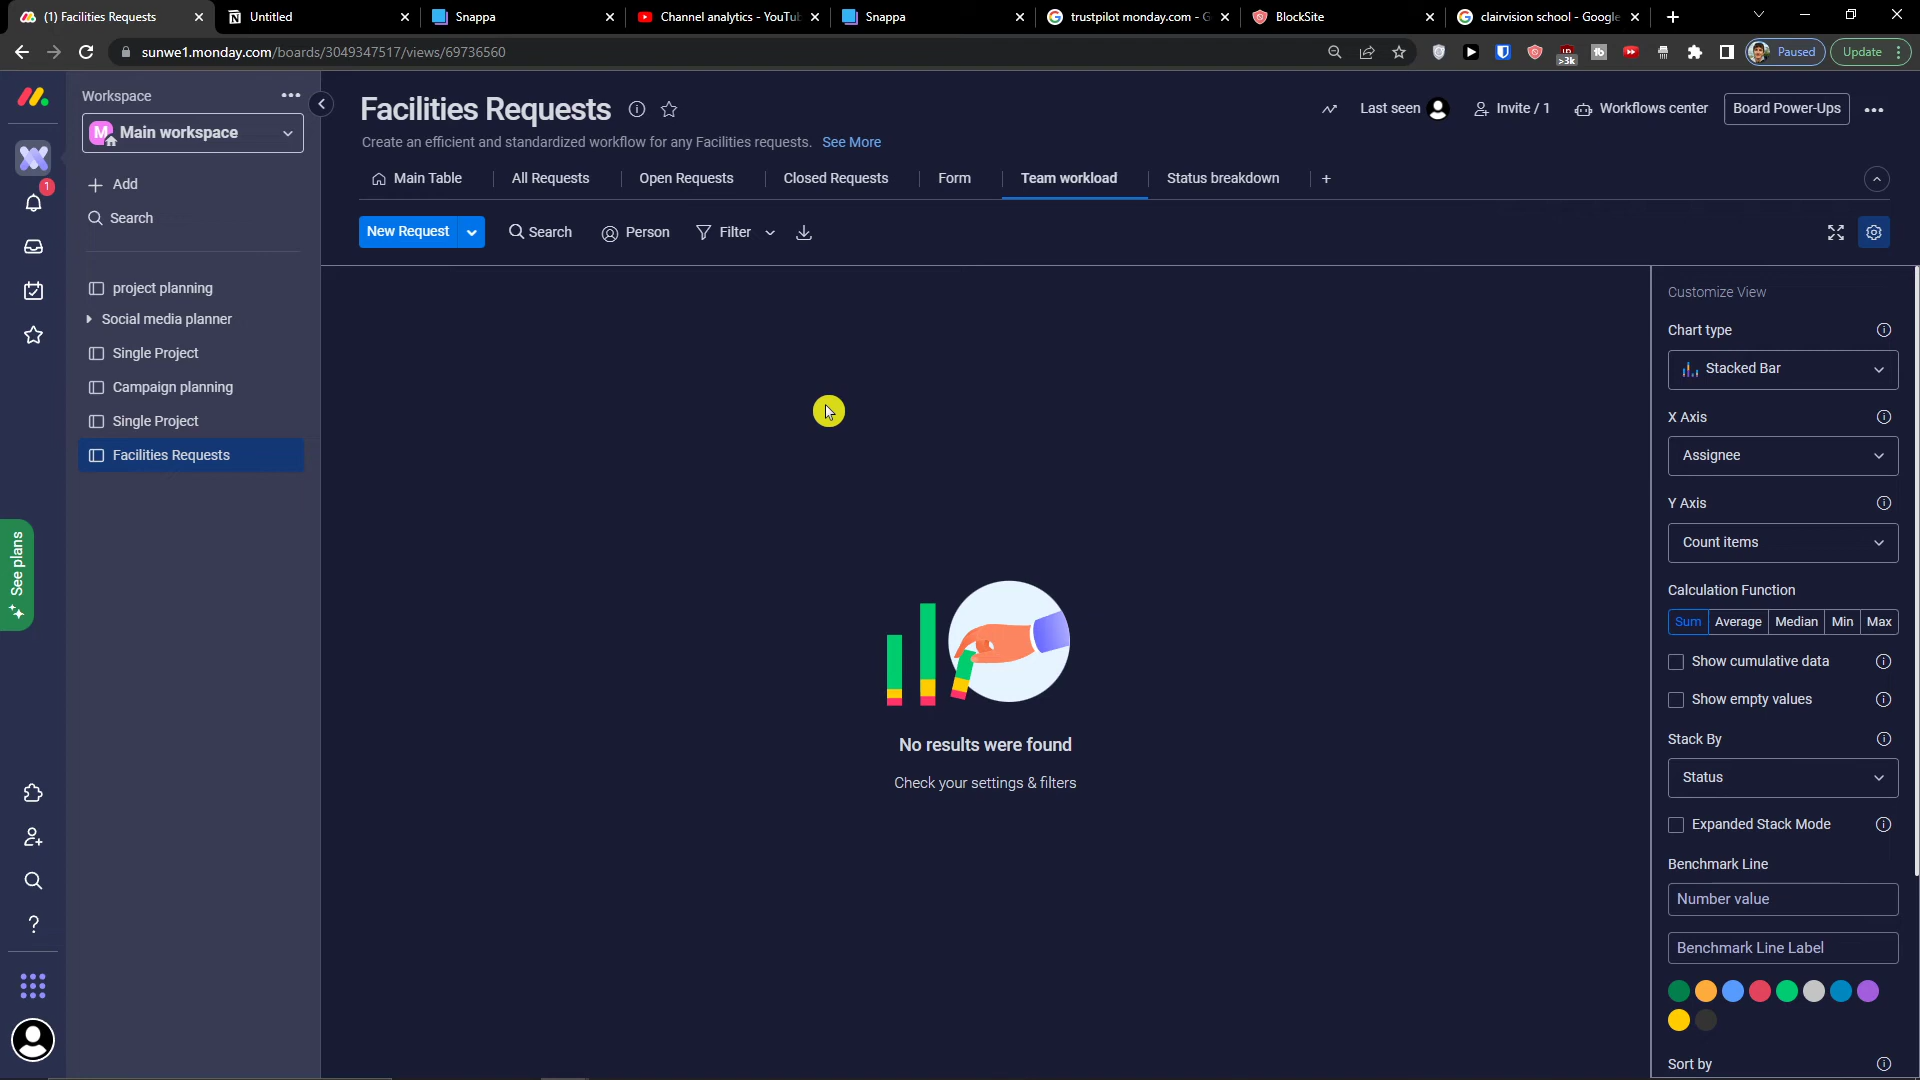 (1) Facilities Requests
Untitled
Snappa
Channel analytics - YouTub
Snappa
trustpilot monday.com - G
BlockSite
clairvision school - Google
sunwe1.monday.com/boards/3049347517/views/69736560
>3k
Paused
Update
Workspace
M
Main workspace
Add
Search
1
project planning
Social media planner
Single Project
Campaign planning
Single Project
Facilities Requests
See plans
Facilities Requests
Last seen
Invite / 1
Workflows center
Board Power-Ups
Create an efficient and standardized workflow for any Facilities requests. See More
Main Table
All Requests
Open Requests
Closed Requests
Form
Team workload
Status breakdown
New Request
Search
Person
Filter
No results were found
Check your settings & filters
Customize View
Chart type
Stacked Bar
X Axis
Assignee
Y Axis
Count items
Calculation Function
Sum Average Median Min Max
Show cumulative data
Show empty values
Stack By
Status
Expanded Stack Mode
Benchmark Line
Number value
Benchmark Line Label
Sort by